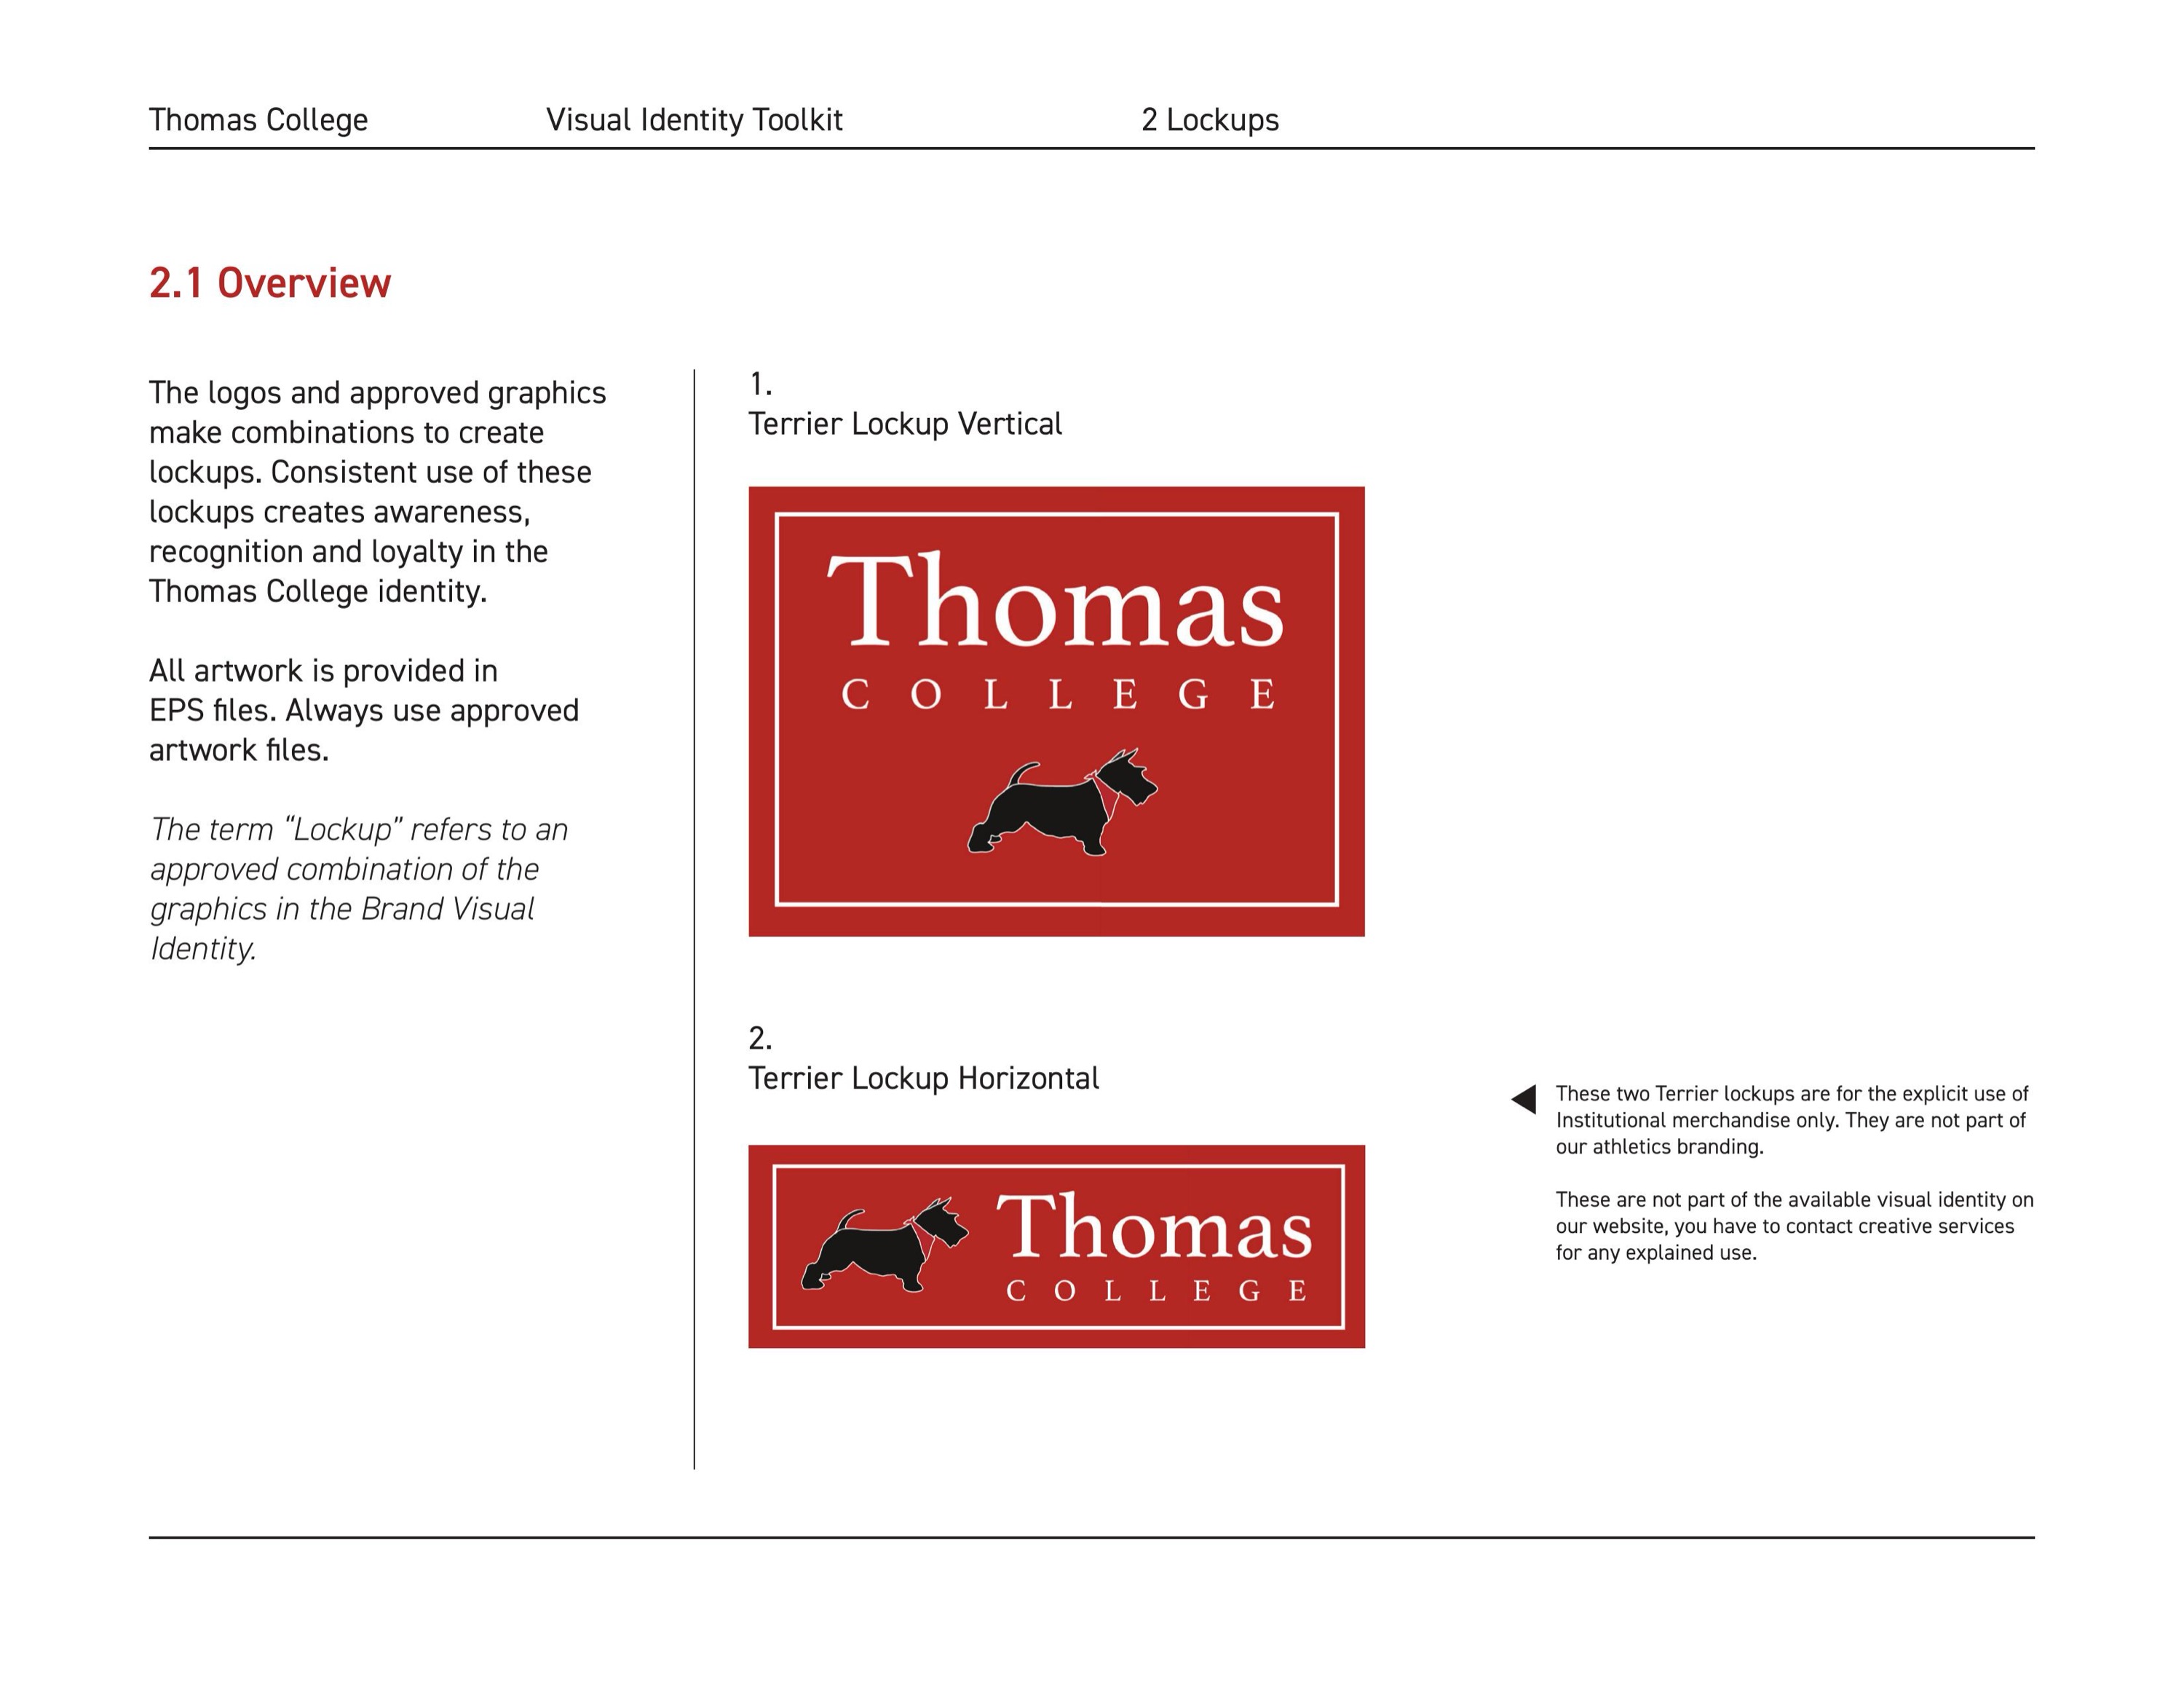 Thomas College Visual Identity Toolkit 2 Lockups
2.1 Overview
The logos and approved graphics
make combinations to create
lockups. Consistent use of these
lockups creates awareness,
recognition and loyalty in the
Thomas College identity.
All artwork is provided in
EPS files. Always use approved
artwork files.
The term “Lockup” refers to an
approved combination of the
graphics in the Brand Visual
Identity.
1.
Terrier Lockup Vertical
Thomas
COLLEGE
2.
Terrier Lockup Horizontal
Thomas
COLLEGE
These two Terrier lockups are for the explicit use of
Institutional merchandise only. They are not part of
our athletics branding.
These are not part of the available visual identity on
our website, you have to contact creative services
for any explained use.